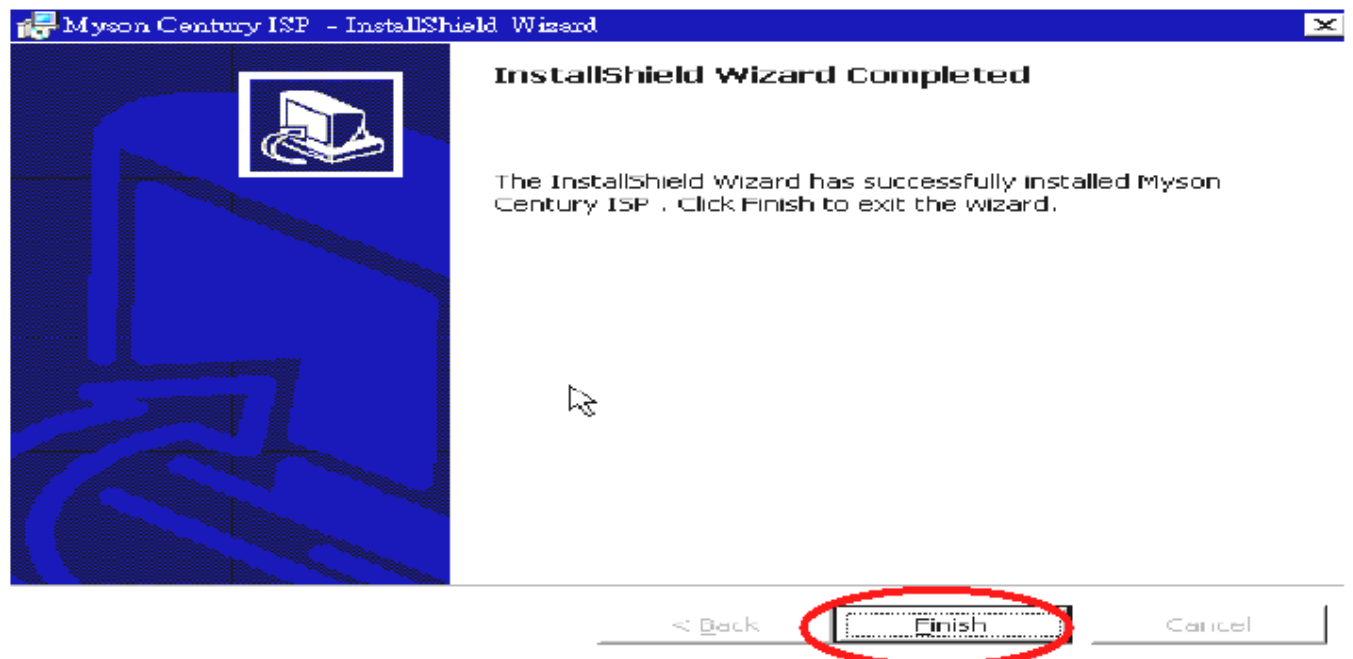 Myson Century ISP - InstallShield Wizard
InstallShield Wizard Completed
The InstallShield Wizard has successfully installed Myson
Century ISP . Click Finish to exit the wizard.
< Back
Finish
Cancel